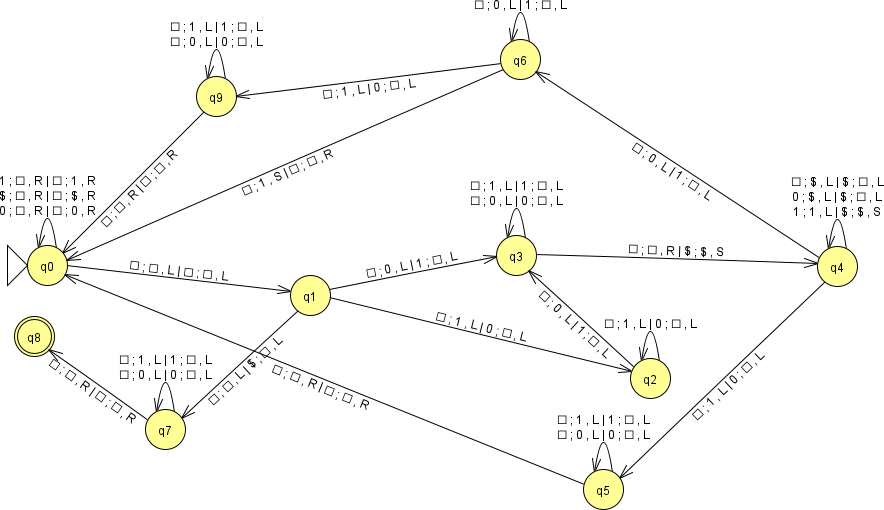 □;0,L|1;□,L
□;1,L|1;□,L
□;0,L|0;□,L
q6
q9
□;1,L|0;□,L
□;□,R|□;□,R
□;1,S|□;□,R
□;0,L|1;□,L
1;□,R|□;1,R
$;□,R|□;$,R
0;□,R|□;0,R
□;1,L|1;□,L
□;0,L|0;□,L
□;$,L|$;□,L
0;$,L|$;□,L
1;1,L|$;$,S
q0
□;□,L|□;□,L
□;0,L|1;□,L
q3
□;□,R|$;$,S
q4
q1
□;1,L|0;□,L
□;0,L|1;□,L
□;1,L|0;□,L
q8
□;□,L|$;□,L
q2
□;□,R|□;□,R
□;1,L|1;□,L
□;0,L|0;□,L
□;□,R|□;□,R
□;1,L|0;□,L
q7
□;1,L|1;□,L
□;0,L|0;□,L
q5